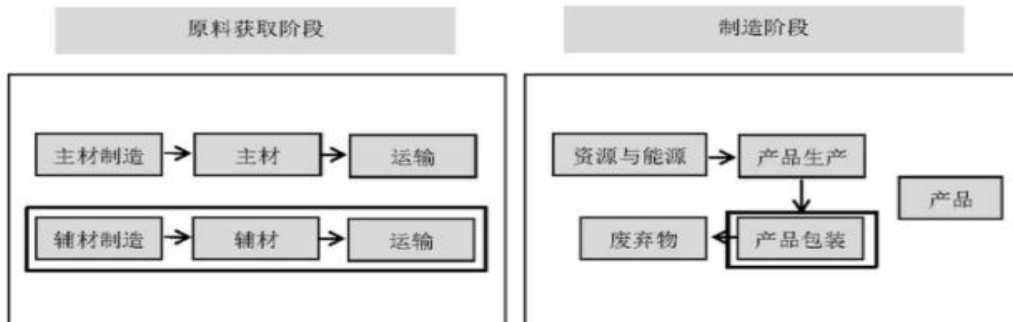 原料获取阶段
制造阶段
主材制造
主材
运输
辅材制造
辅材
运输
资源与能源
产品生产
产品
废弃物
产品包装